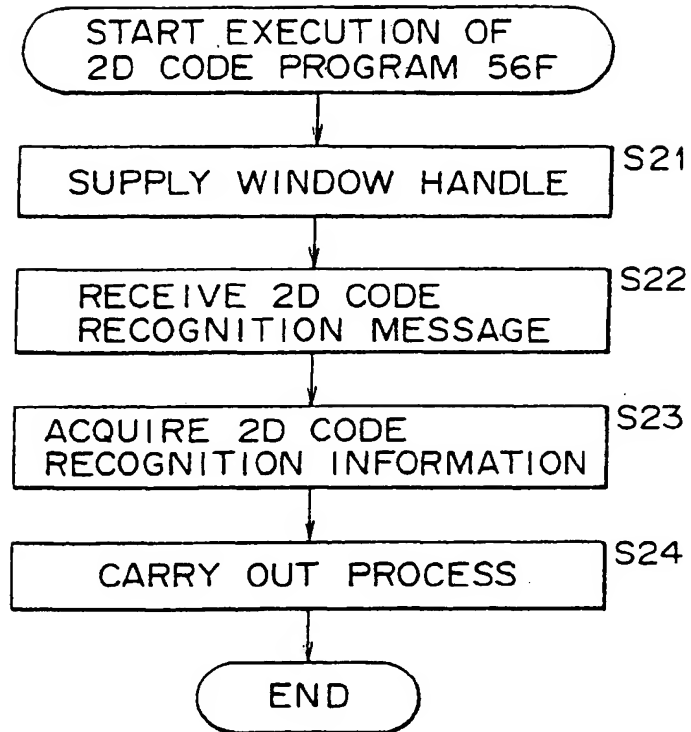 START EXECUTION OF
2D CODE PROGRAM 56F
S21
SUPPLY WINDOW HANDLE
S22
RECEIVE 2D CODE
RECOGNITION MESSAGE
S23
ACQUIRE 2D CODE
RECOGNITION INFORMATION
S24
CARRY OUT PROCESS
END